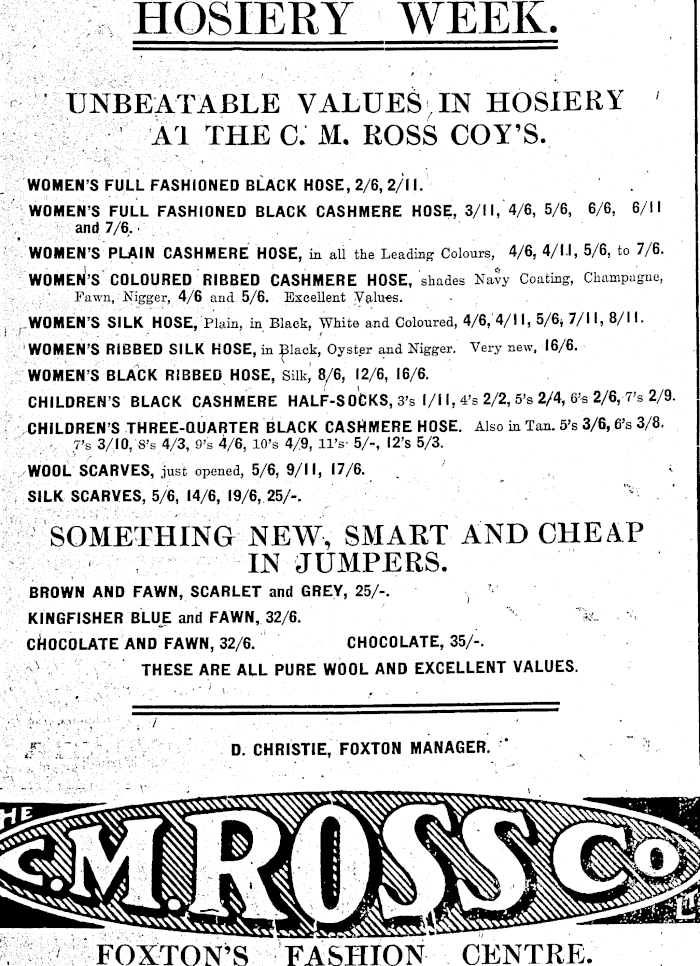 HOSIERY WEEK.
UNBEATABLE VALUES IN HOSIERY
AT THE C. M. ROSS COY'S.
WOMEN'S FULL FASHIONED BLACK HOSE, 2/6, 2/11.
WOMEN'S FULL FASHIONED BLACK CASHMERE HOSE, 3/11, 4/6, 5/6, 6/6, 6/11
and 7/6.
WOMEN'S PLAIN CASHMERE HOSE, in all the Leading Colours, 4/6, 4/11, 5/6, to 7/6.
WOMEN'S COLOURED RIBBED CASHMERE HOSE, shades Navy Coating, Champagne,
Fawn, Nigger, 4/6 and 5/6. Excellent Values.
WOMEN'S SILK HOSE, Plain, in Black, White and Coloured, 4/6, 4/11, 5/6, 7/11, 8/11.
WOMEN'S RIBBED SILK HOSE, in Black, Oyster and Nigger. Very new, 16/6.
WOMEN'S BLACK RIBBED HOSE, Silk, 8/6, 12/6, 16/6.
CHILDREN'S BLACK CASHMERE HALF-SOCKS, 3's 1/11, 4's 2/2, 5's 2/4, 6's 2/6, 7's 2/9.
CHILDREN'S THREE-QUARTER BLACK CASHMERE HOSE. Also in Tan. 5's 3/6, 6's 3/8.
7's 3/10, 8's 4/3, 9's 4/6, 10's 4/9, 11's 5/-, 12's 5/3.
WOOL SCARVES, just opened, 5/6, 9/11, 17/6.
SILK SCARVES, 5/6, 14/6, 19/6, 25/-.
SOMETHING NEW, SMART AND CHEAP
IN JUMPERS.
BROWN AND FAWN, SCARLET and GREY, 25/-.
KINGFISHER BLUE and FAWN, 32/6.
CHOCOLATE AND FAWN, 32/6. CHOCOLATE, 35/-.
THESE ARE ALL PURE WOOL AND EXCELLENT VALUES.
D. CHRISTIE, FOXTON MANAGER.
THE
C.M. ROSS Co
FOXTON'S FASHION CENTRE.